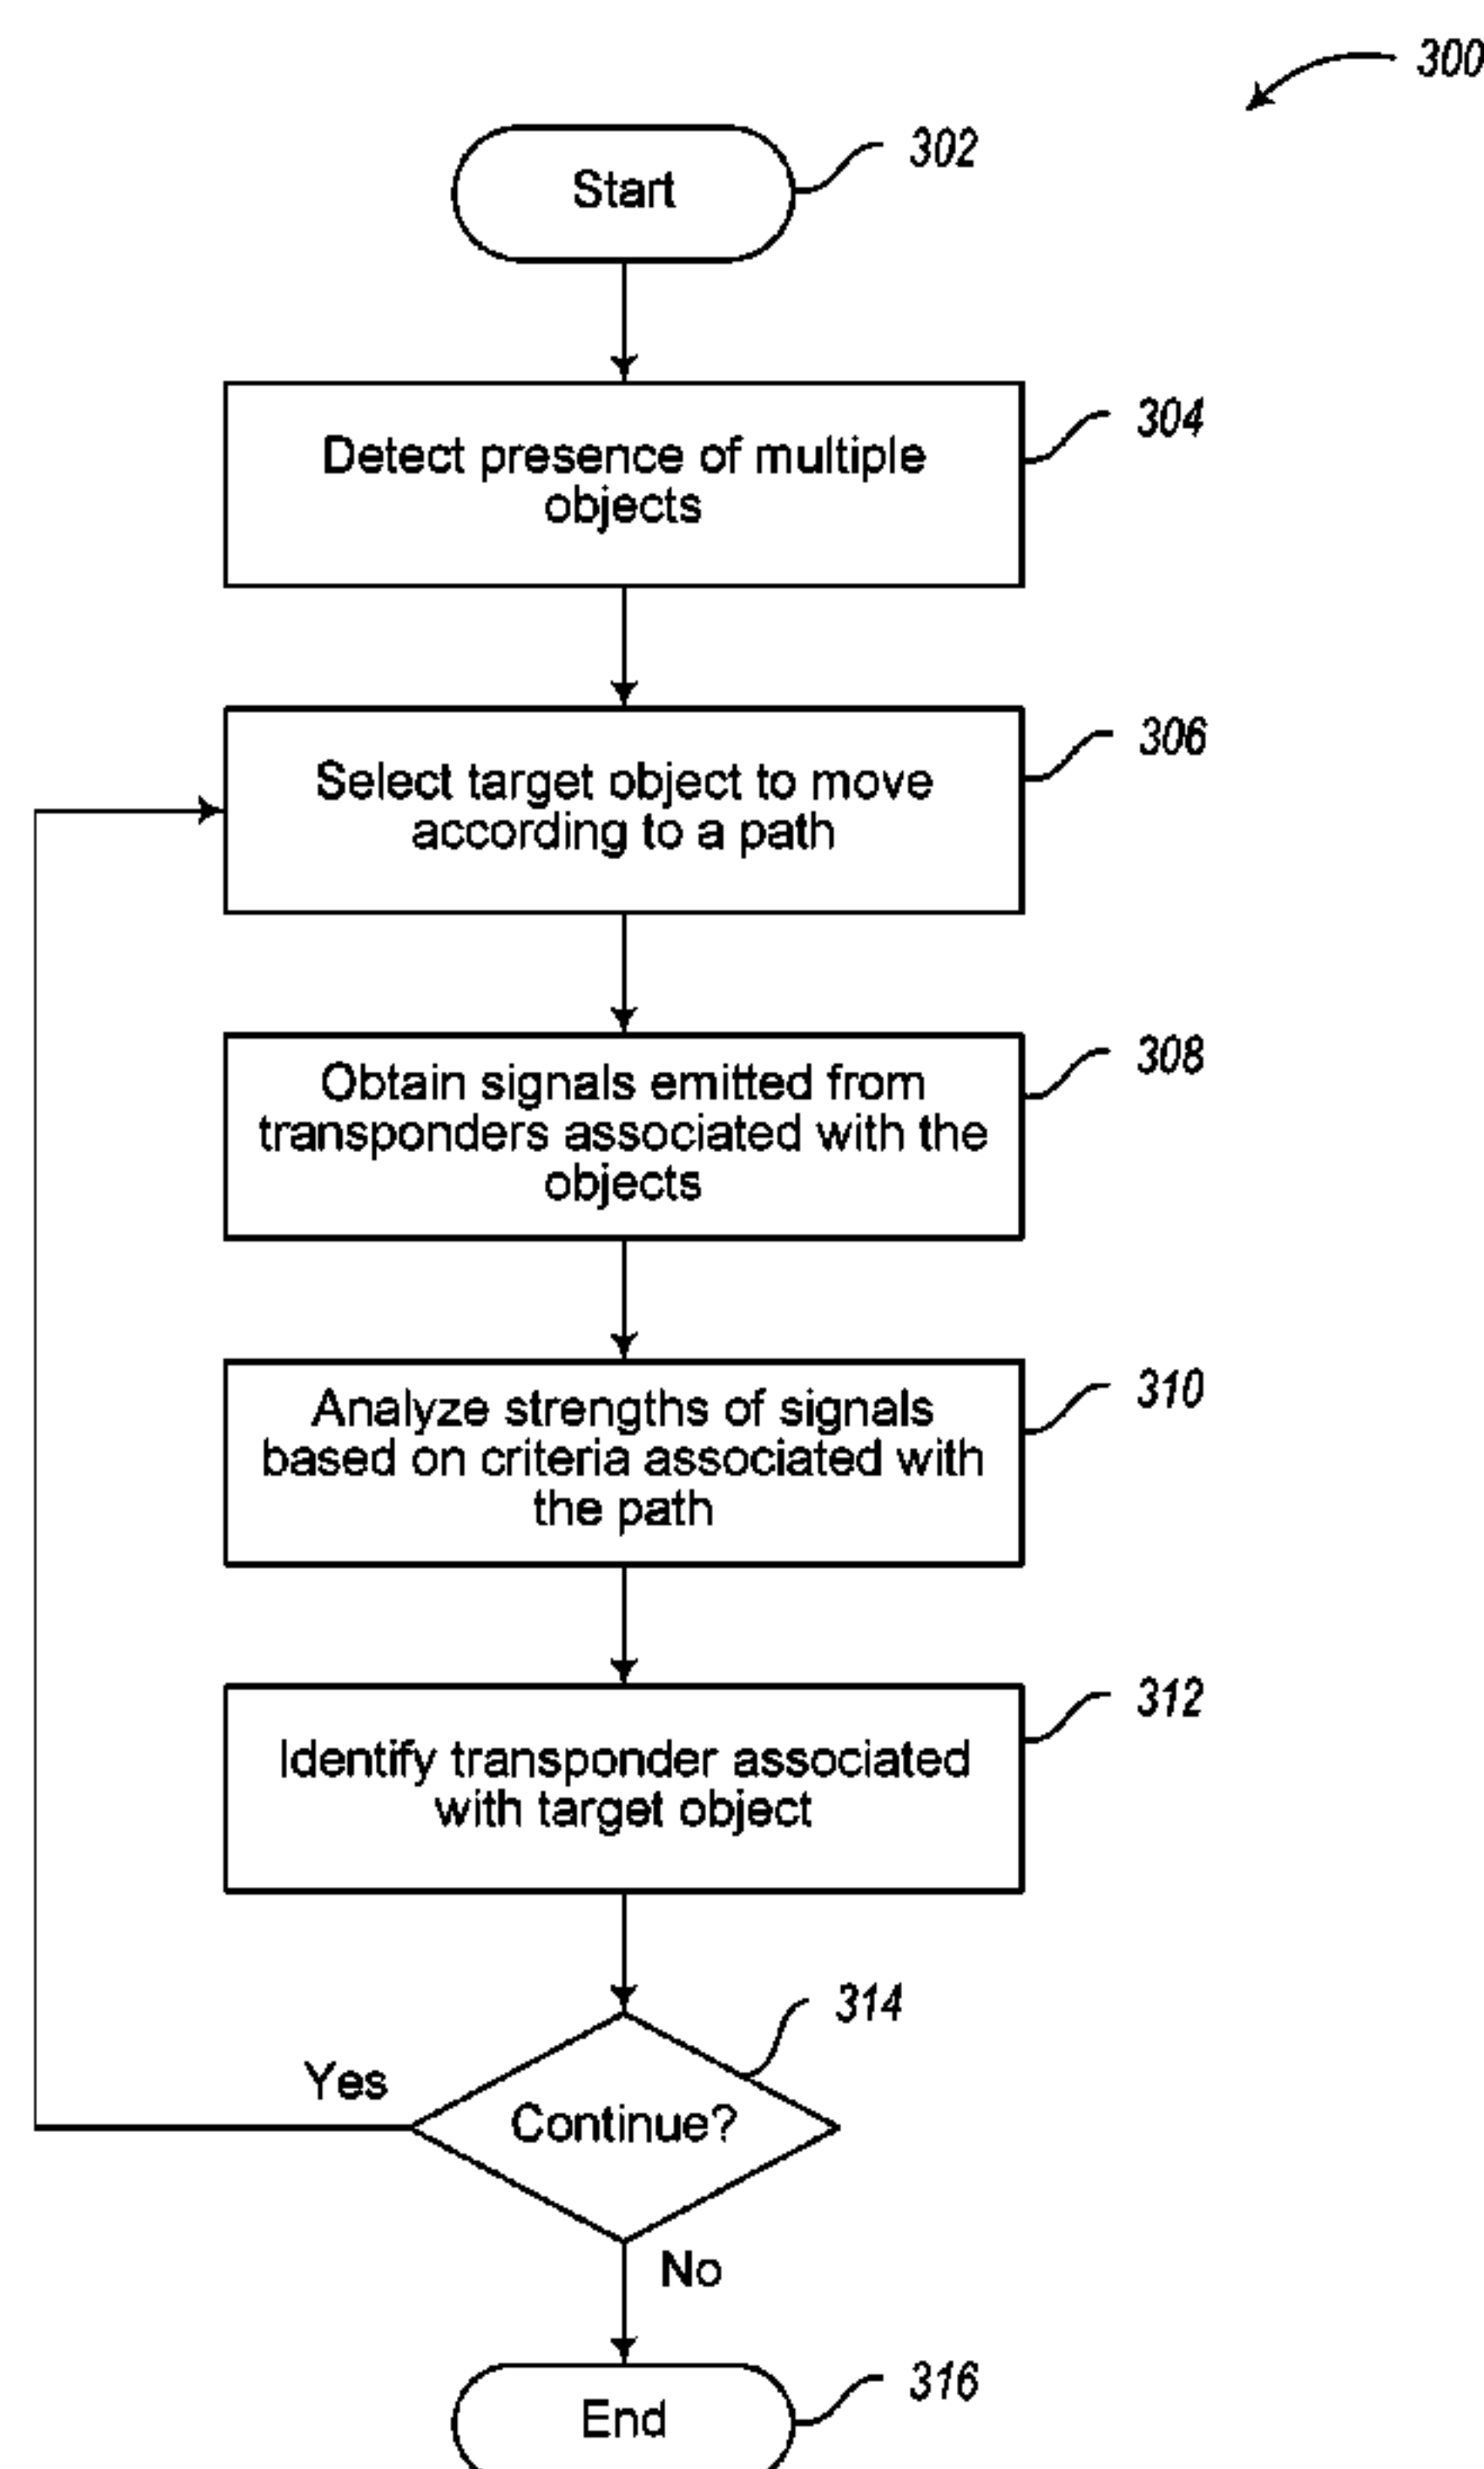 300
302
Start
304
Detect presence of multiple
objects
306
Select target object to move
according to a path
308
Obtain signals emitted from
transponders associated with the
objects
310
Analyze strengths of signals
based on criteria associated with
the path
312
Identify transponder associated
with target object
314
Yes
Continue?
No
316
End